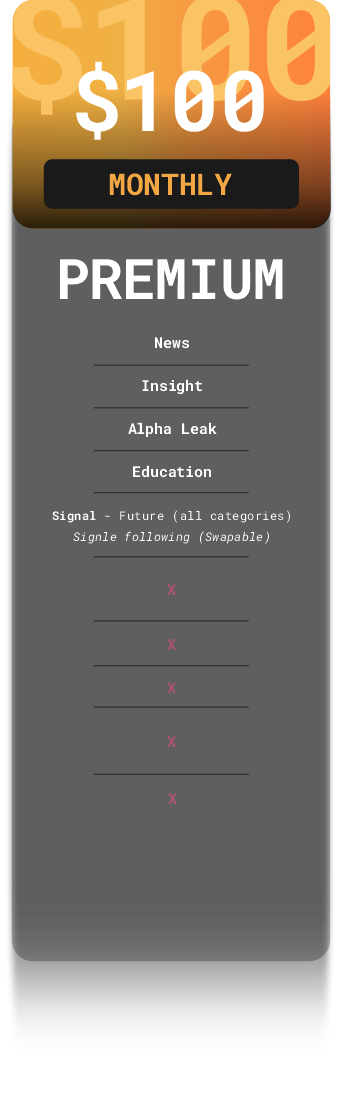 $100
$100
MONTHLY
PREMIUM
News
Insight
Alpha Leak
Education
Signal - Future (all categories)
Signle following (Swapable)
X
X
X
X
X